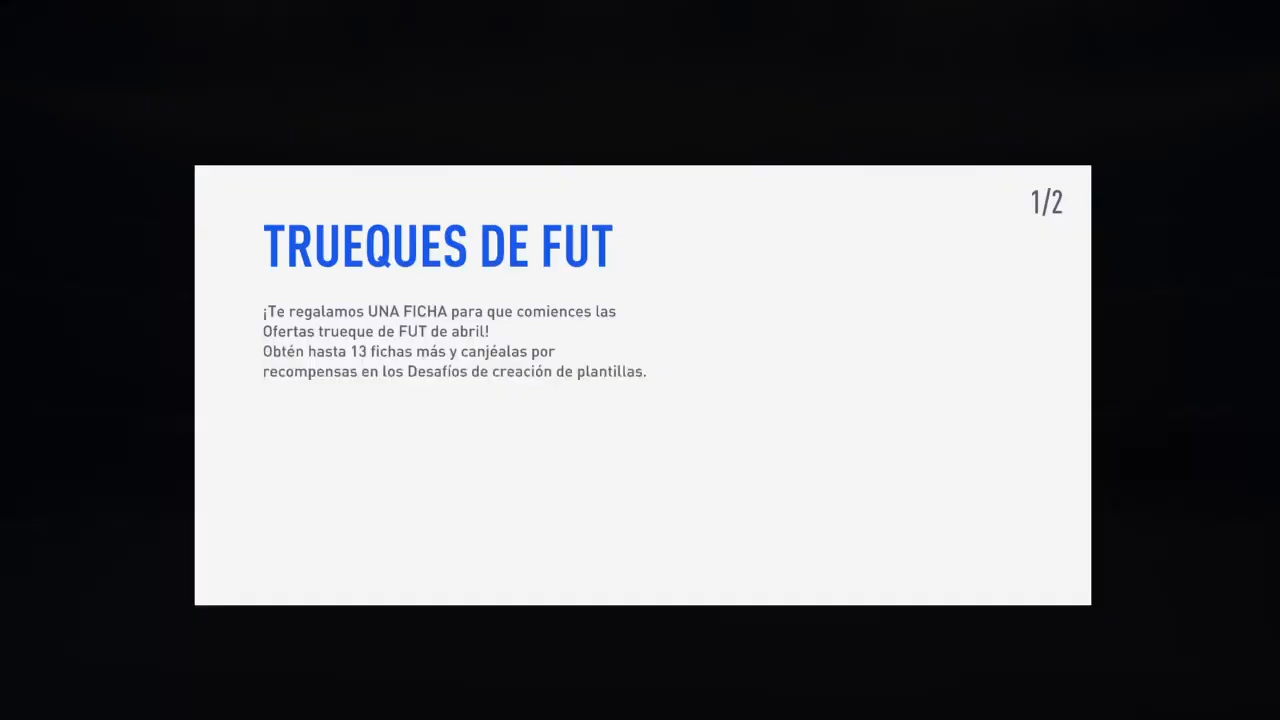 1/2
TRUEQUES DE FUT
¡Te regalamos UNA FICHA para que comiences las
Ofertas trueque de FUT de abril!
Obtén hasta 13 fichas más y canjéalas por
recompensas en los Desafíos de creación de plantillas.